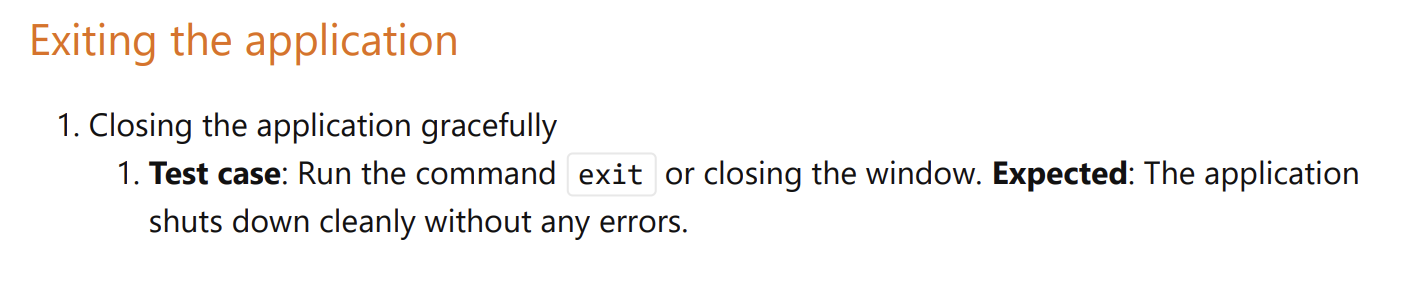 Exiting the application
1. Closing the application gracefully
1. Test case: Run the command exit or closing the window. Expected: The application
shuts down cleanly without any errors.